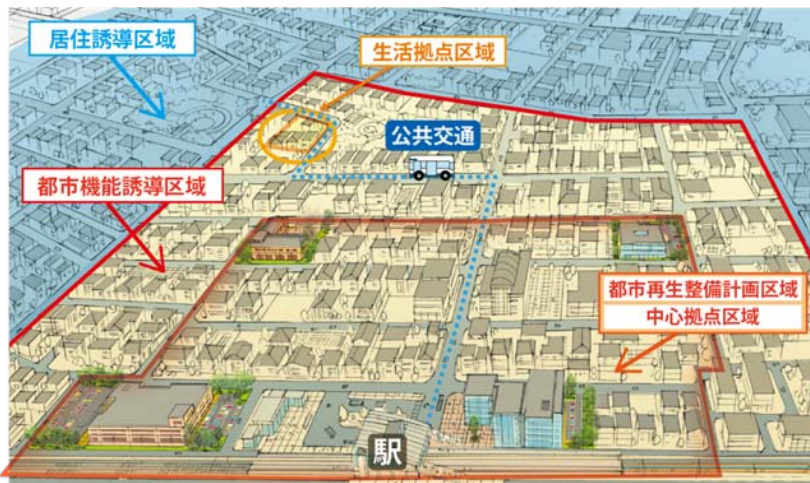 居住誘導区域
生活拠点区域
公共交通
都市機能誘導区域
都市再生整備計画区域
中心拠点区域
駅